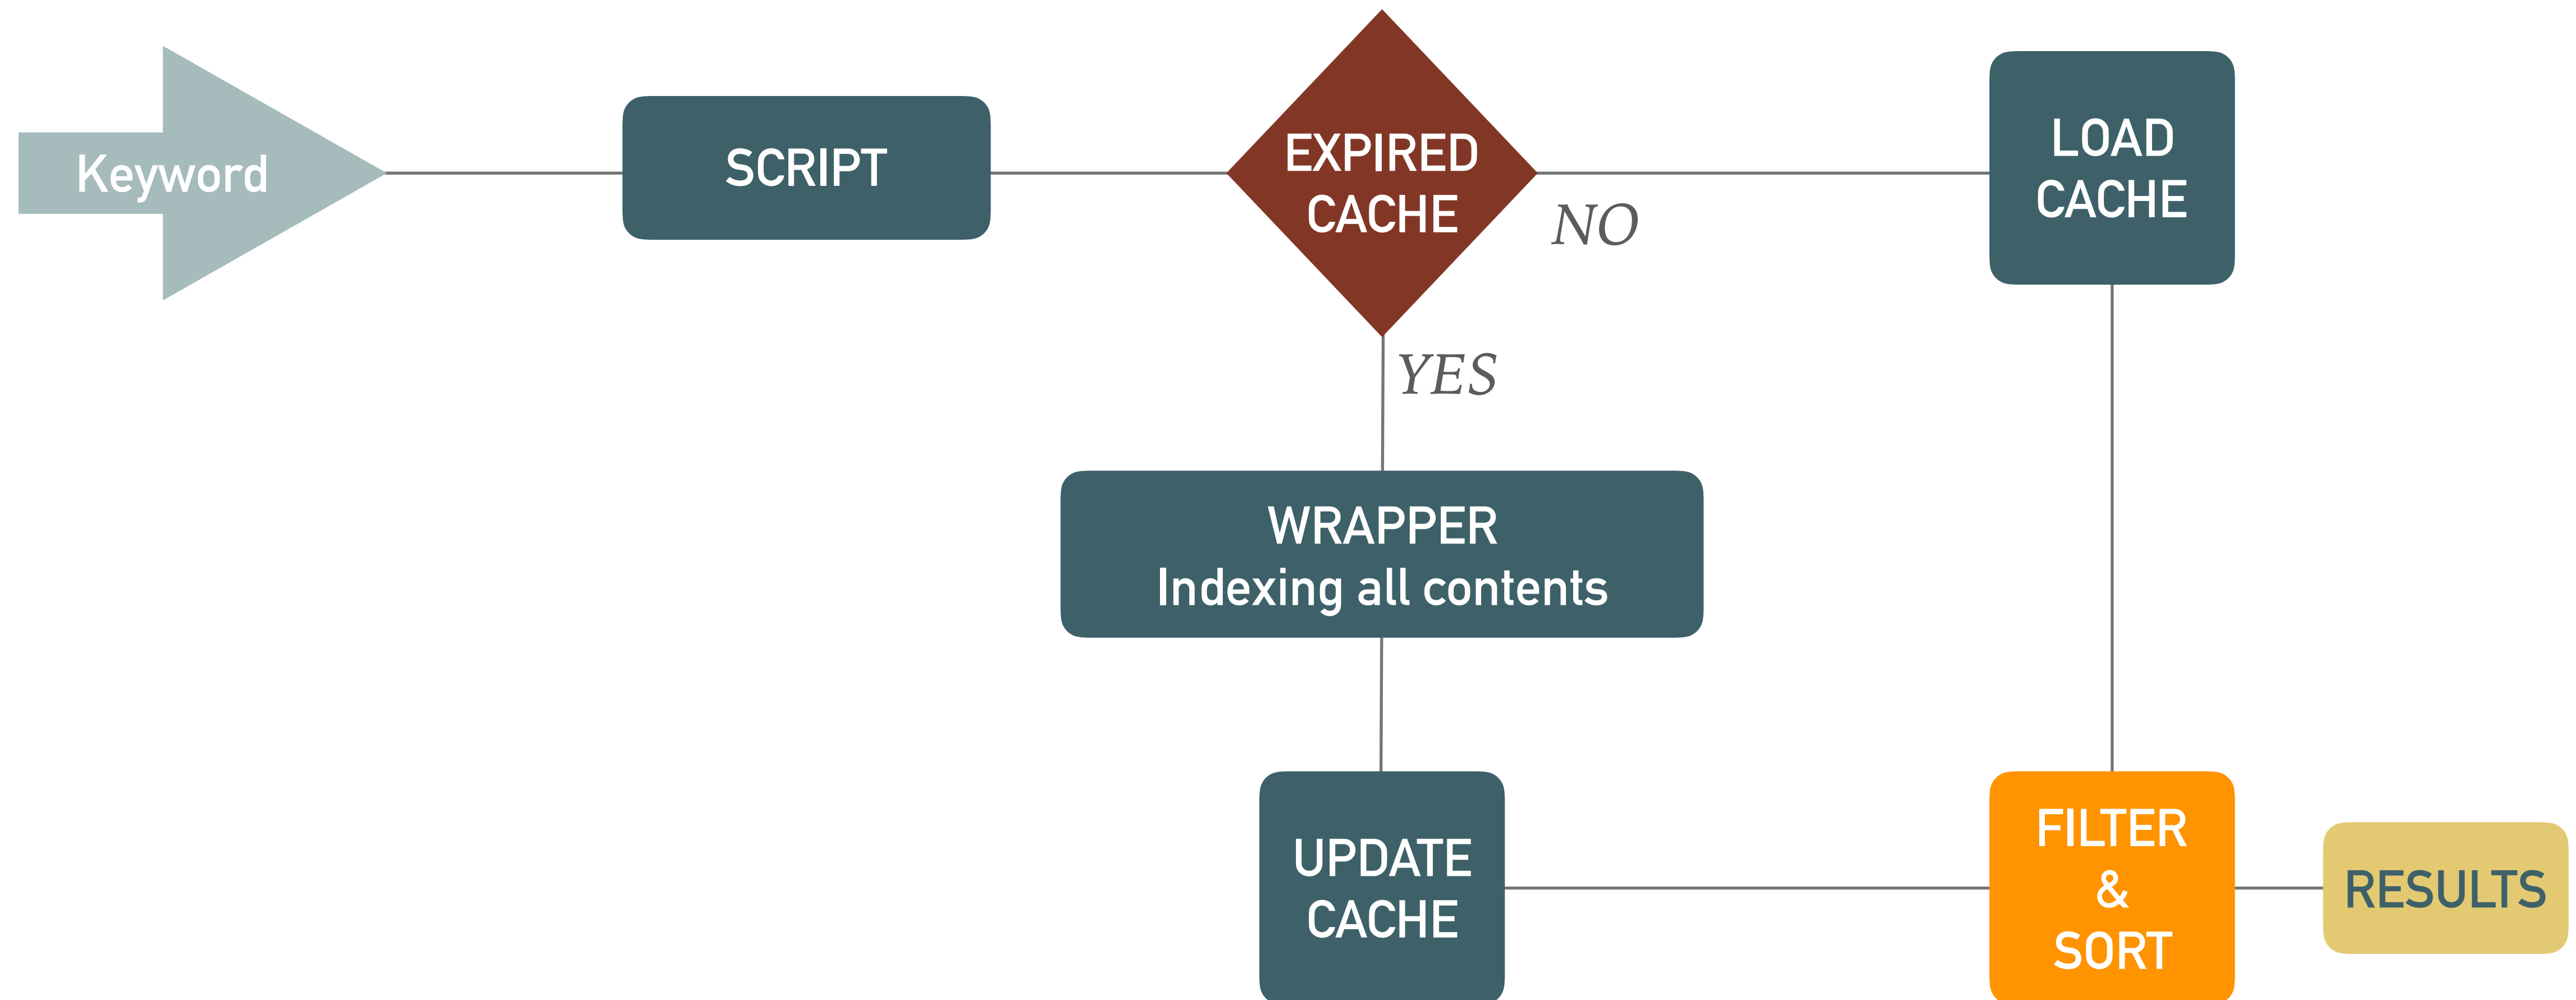 Keyword
SCRIPT
EXPIRED
CACHE
NO
LOAD
CACHE
YES
WRAPPER
Indexing all contents
UPDATE
CACHE
FILTER
&
SORT
RESULTS